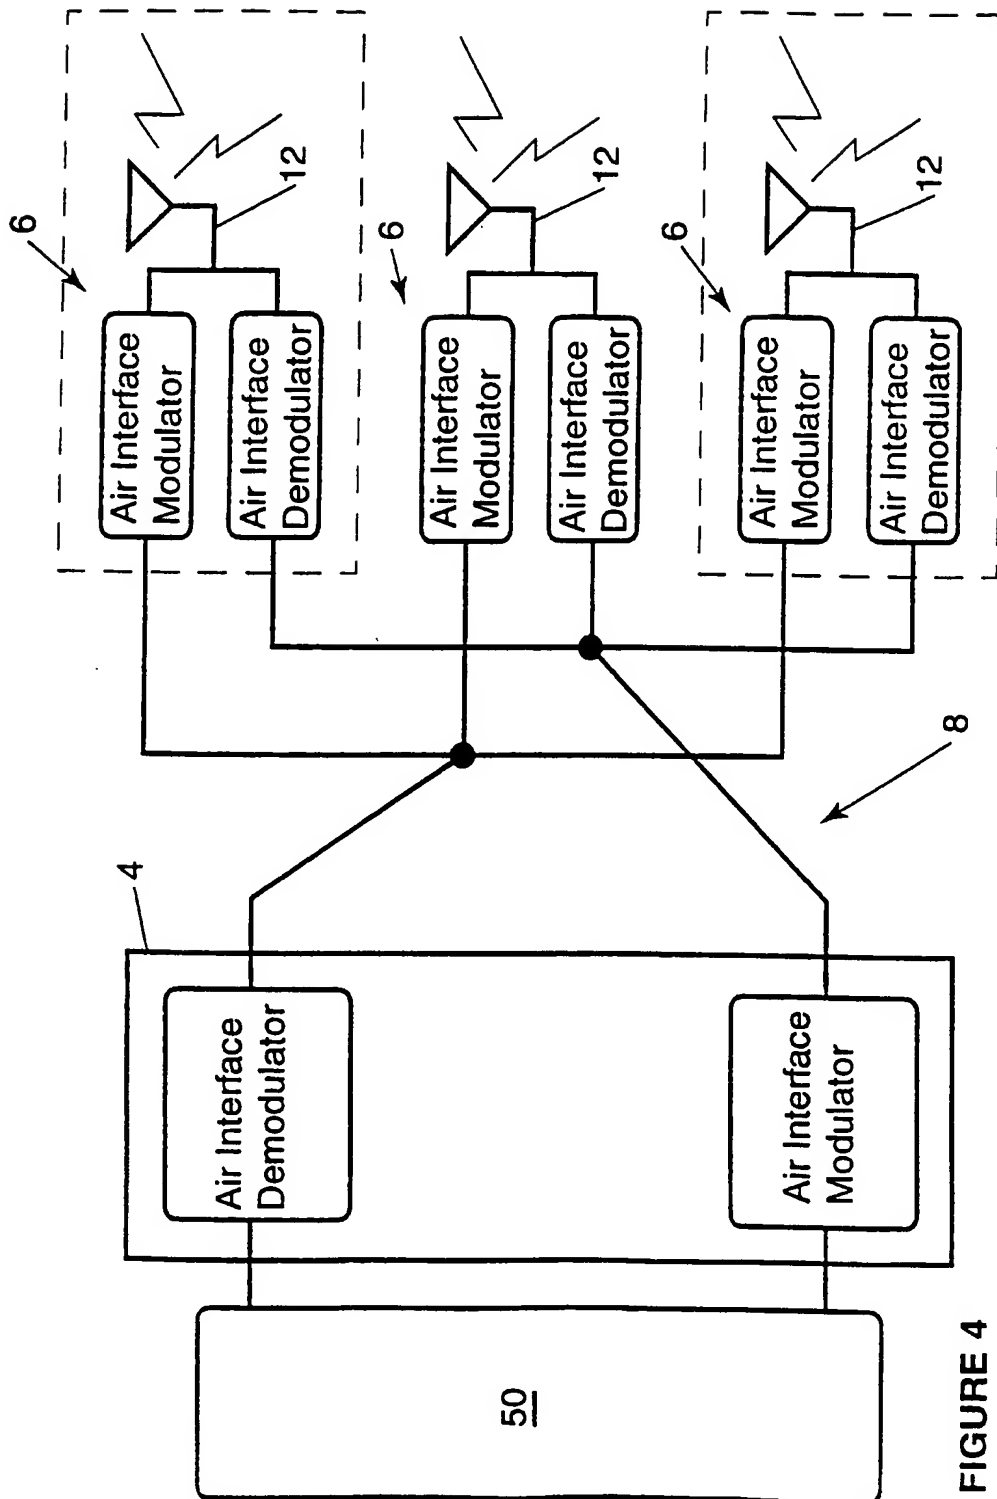 6
12
Air Interface
Modulator
Air Interface
Demodulator
6
12
Air Interface
Modulator
Air Interface
Demodulator
6
12
Air Interface
Modulator
Air Interface
Demodulator
8
4
Air Interface
Demodulator
Air Interface
Modulator
50
FIGURE 4